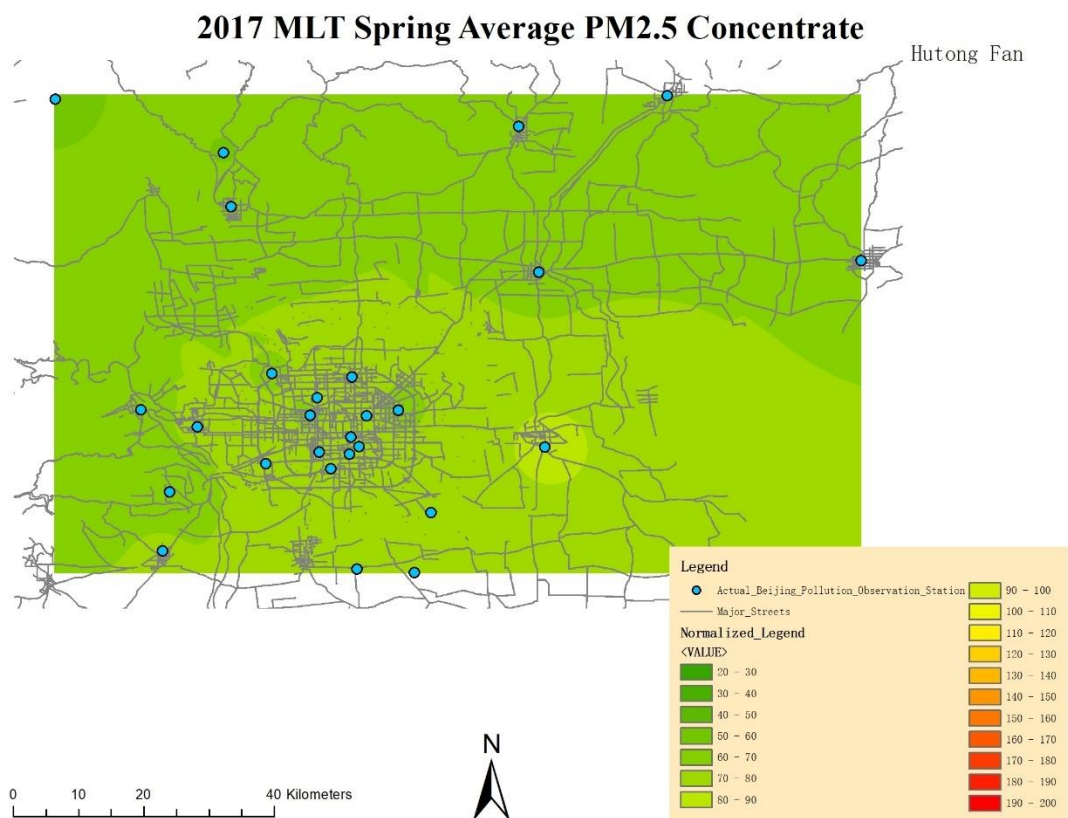 2017 MLT Spring Average PM2.5 Concentrate
Hutong Fan
Legend
Actual_Beijing_Pollution_Observation_Station
Major_Streets
Normalized_Legend
<VALUE>
20 - 30
30 - 40
40 - 50
50 - 60
60 - 70
70 - 80
80 - 90
90 - 100
100 - 110
110 - 120
120 - 130
130 - 140
140 - 150
150 - 160
160 - 170
170 - 180
180 - 190
190 - 200
N
0 10 20 40 Kilometers